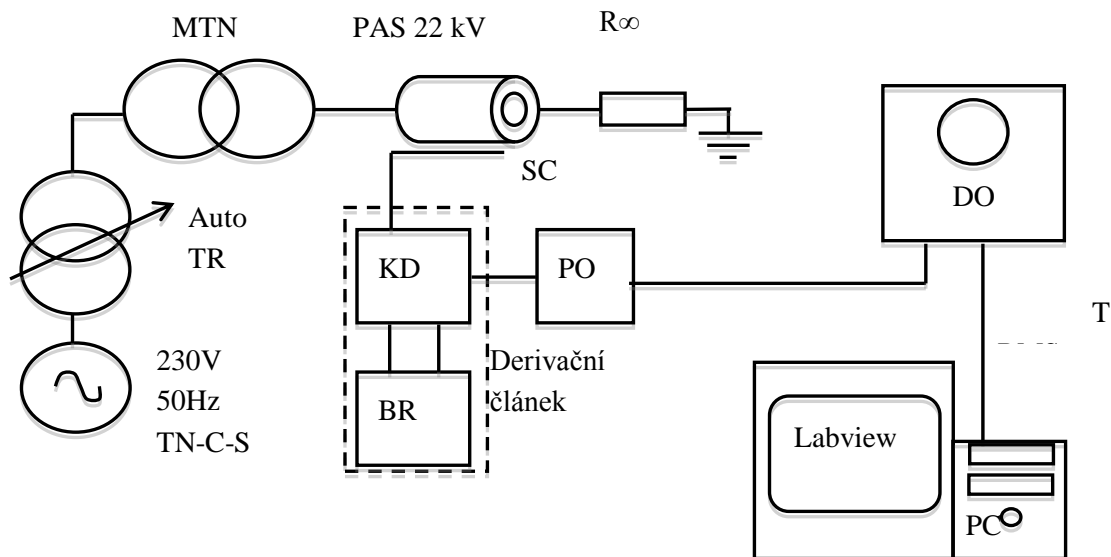 MTN
PAS 22 kV
R∞
SC
Auto
TR
KD
PO
DO
T
230V
50Hz
TN-C-S
BR
Derivační
článek
Labview
PC